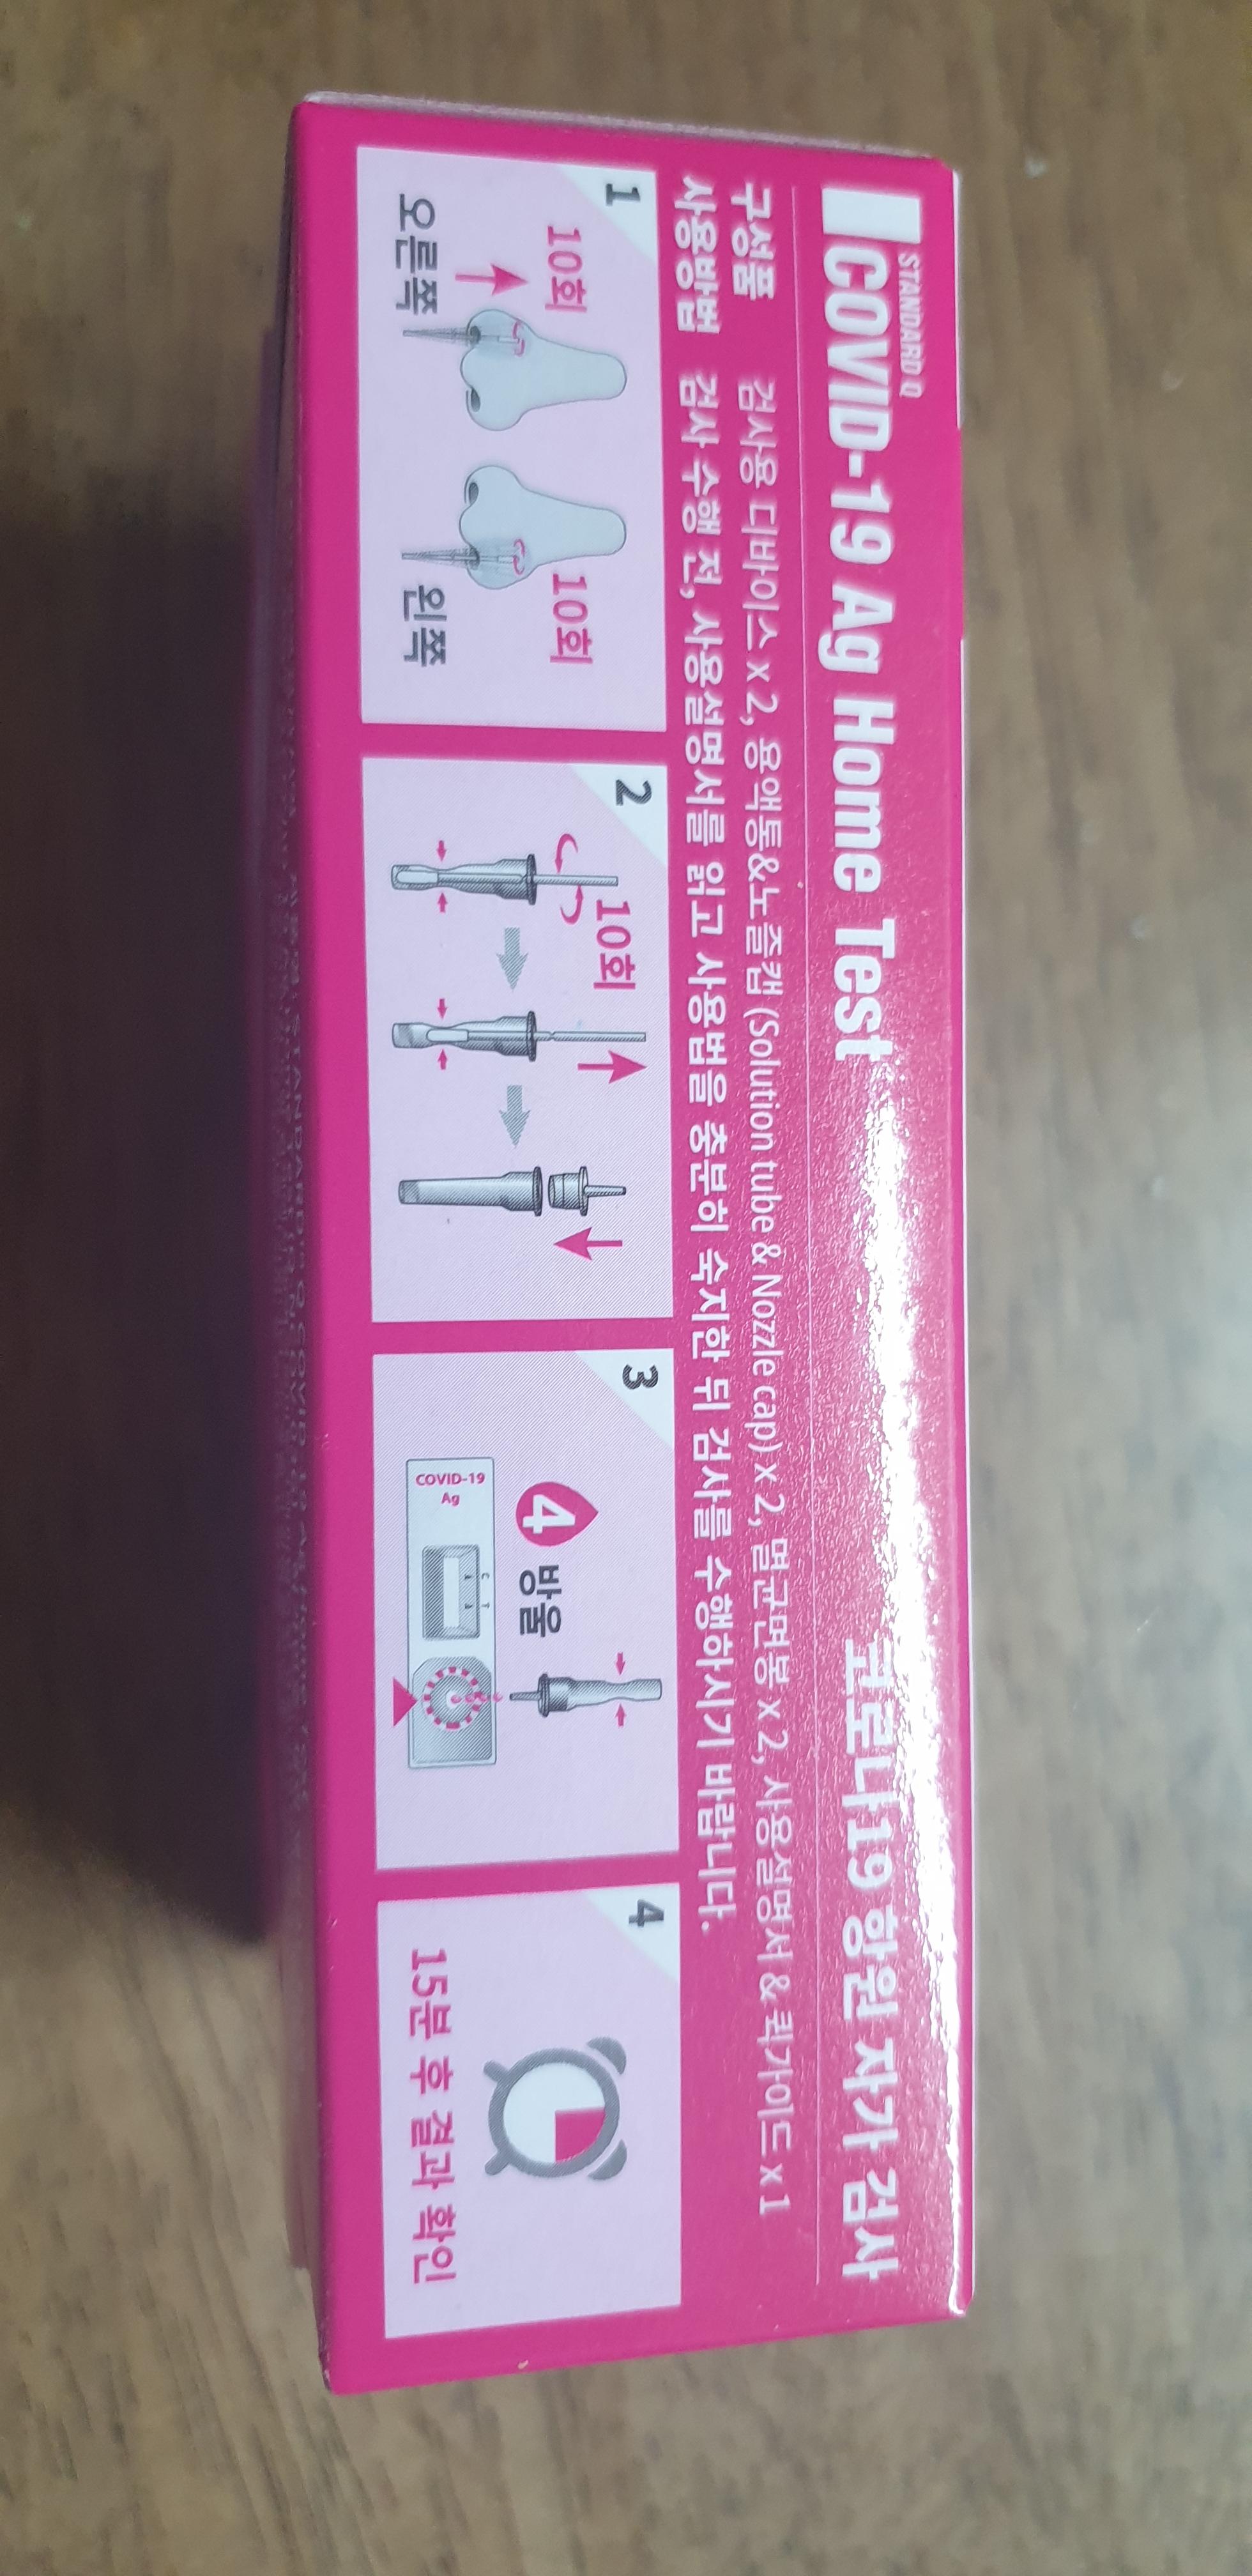 STANDARD Q
COVID-19 Ag Home Test
코로나19 항원 자가 검사
구성품 검사용 디바이스 x 2, 용액통&노즐캡 (Solution tube & Nozzle cap) x 2, 멸균면봉 x 2, 사용설명서 & 퀵가이드 x 1
사용방법 검사 수행 전, 사용설명서를 읽고 사용법을 충분히 숙지한 뒤 검사를 수행하시기 바랍니다.
1
10회
10회
오른쪽
왼쪽
2
10회
3
4 방울
COVID-19
Ag
C T
4
15분 후 결과 확인